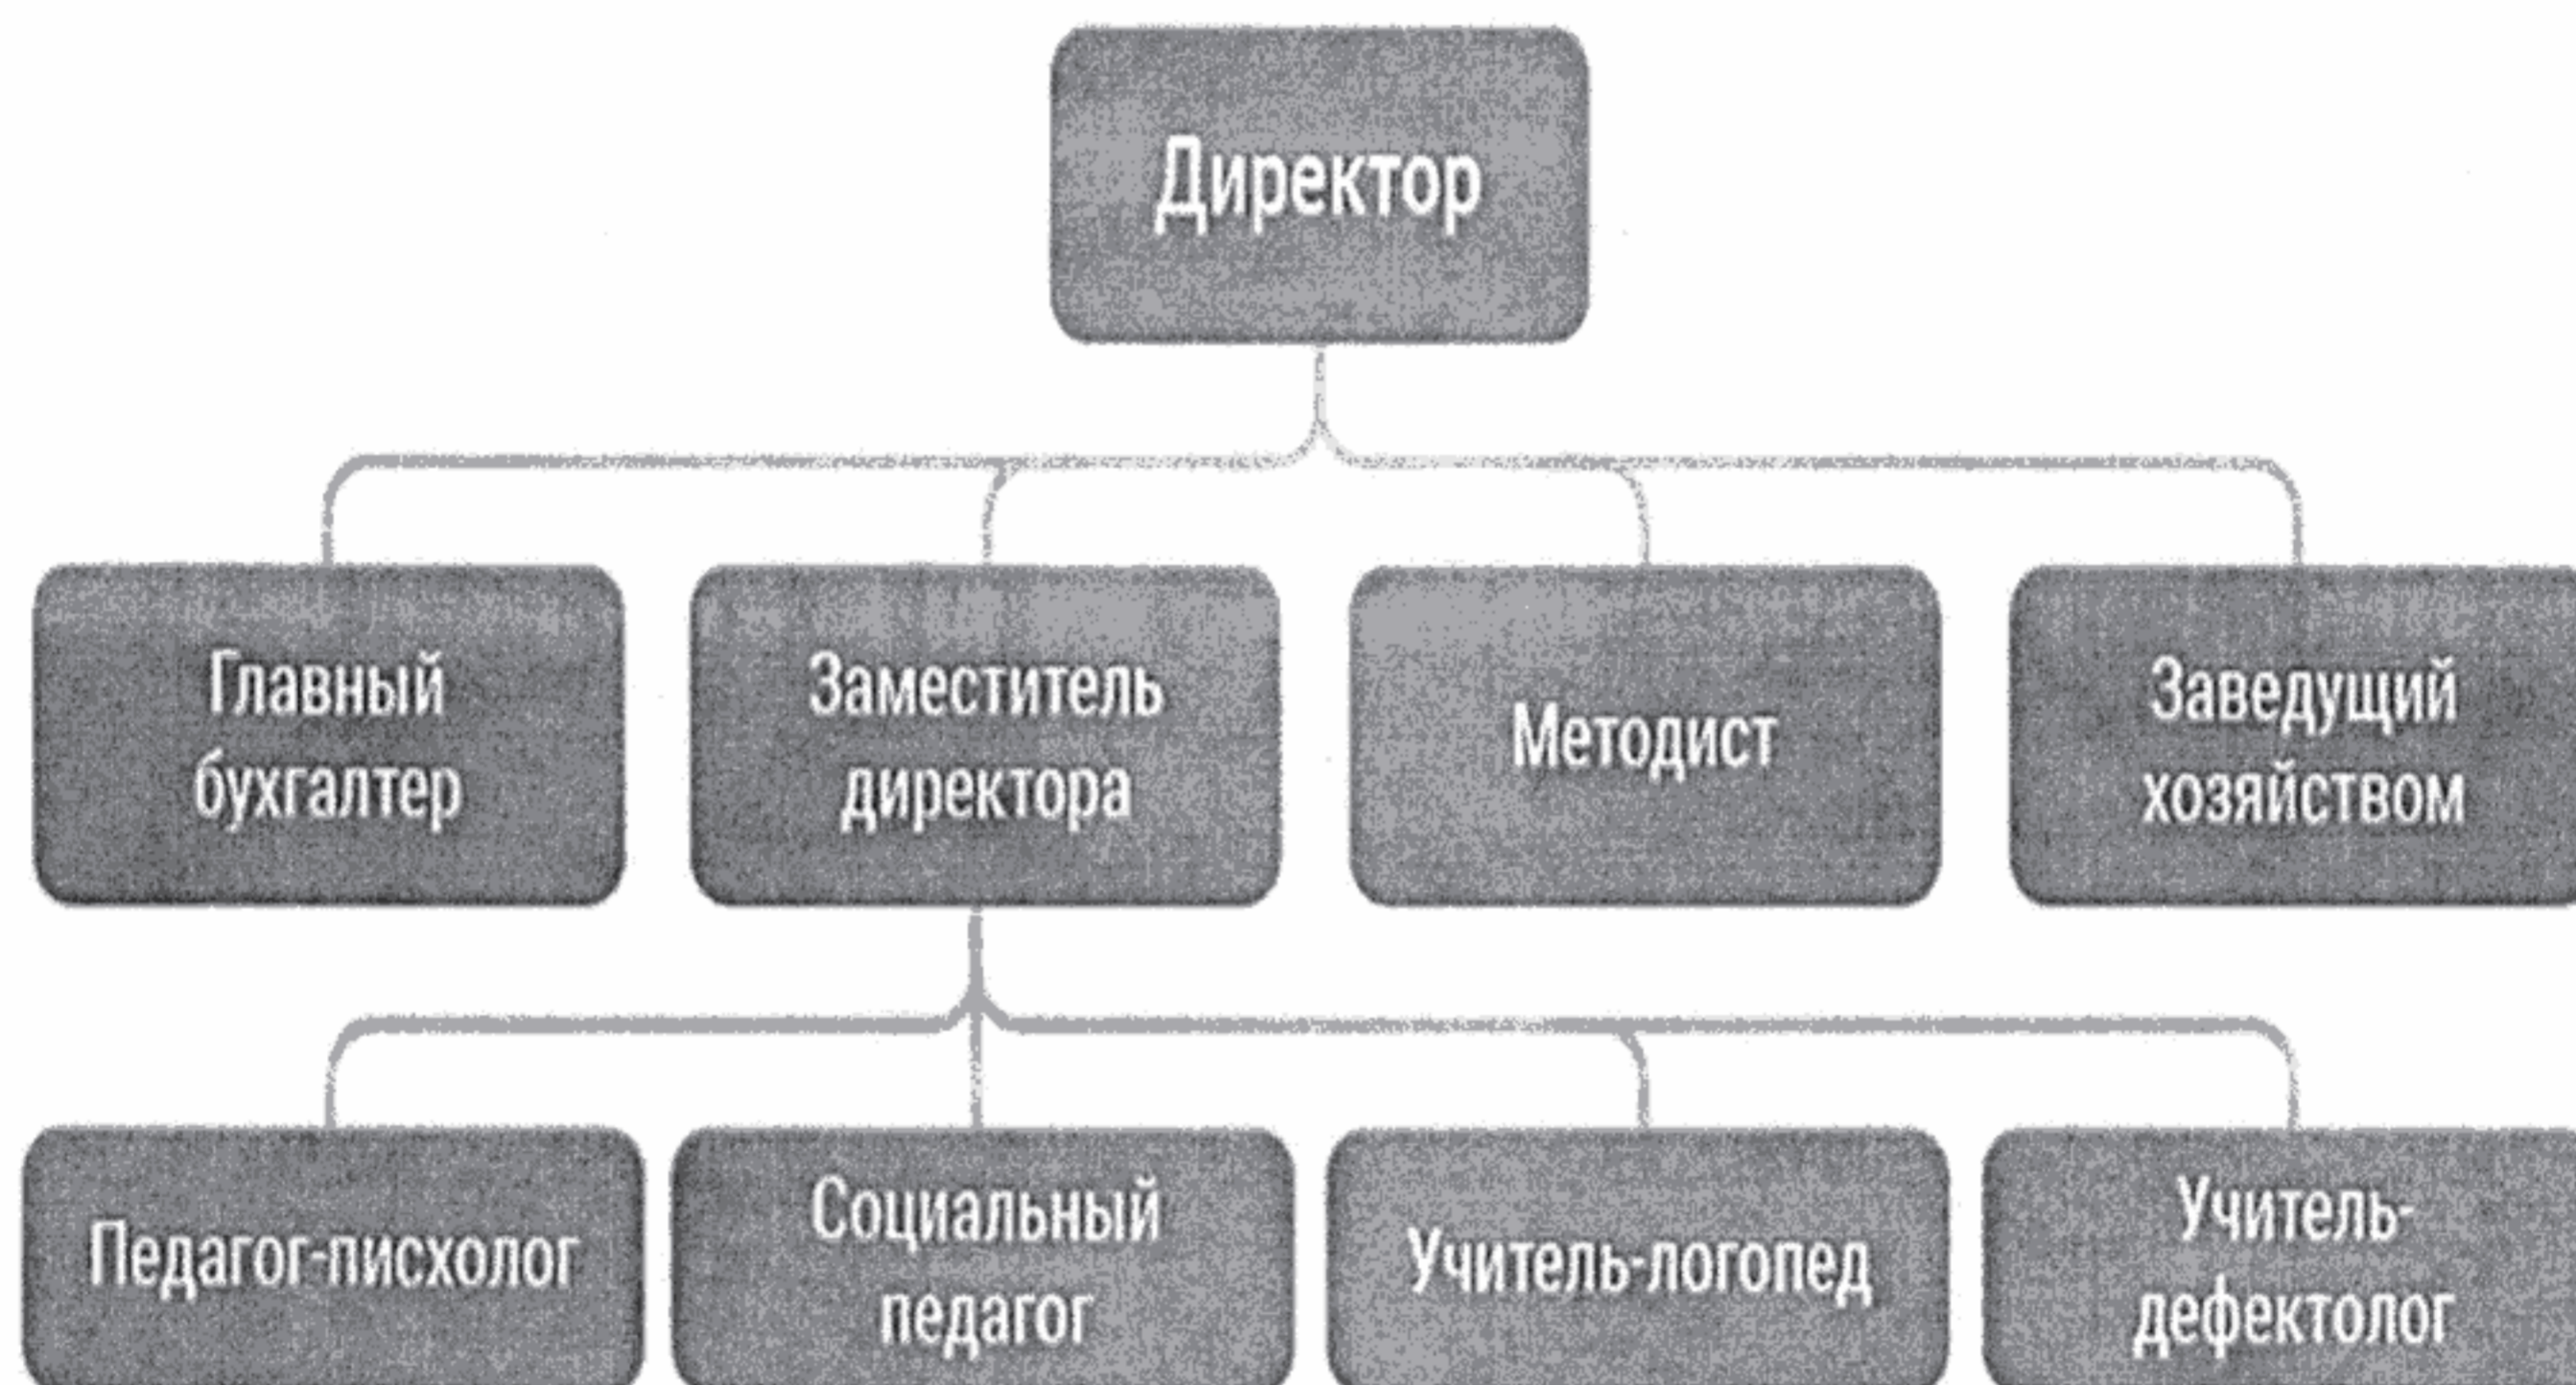 Директор
Главный
бухгалтер
Заместитель
директора
Методист
Заведущий
хозяйством
Педагог-писхолог
Социальный
педагог
Учитель-логопед
Учитель-
дефектолог